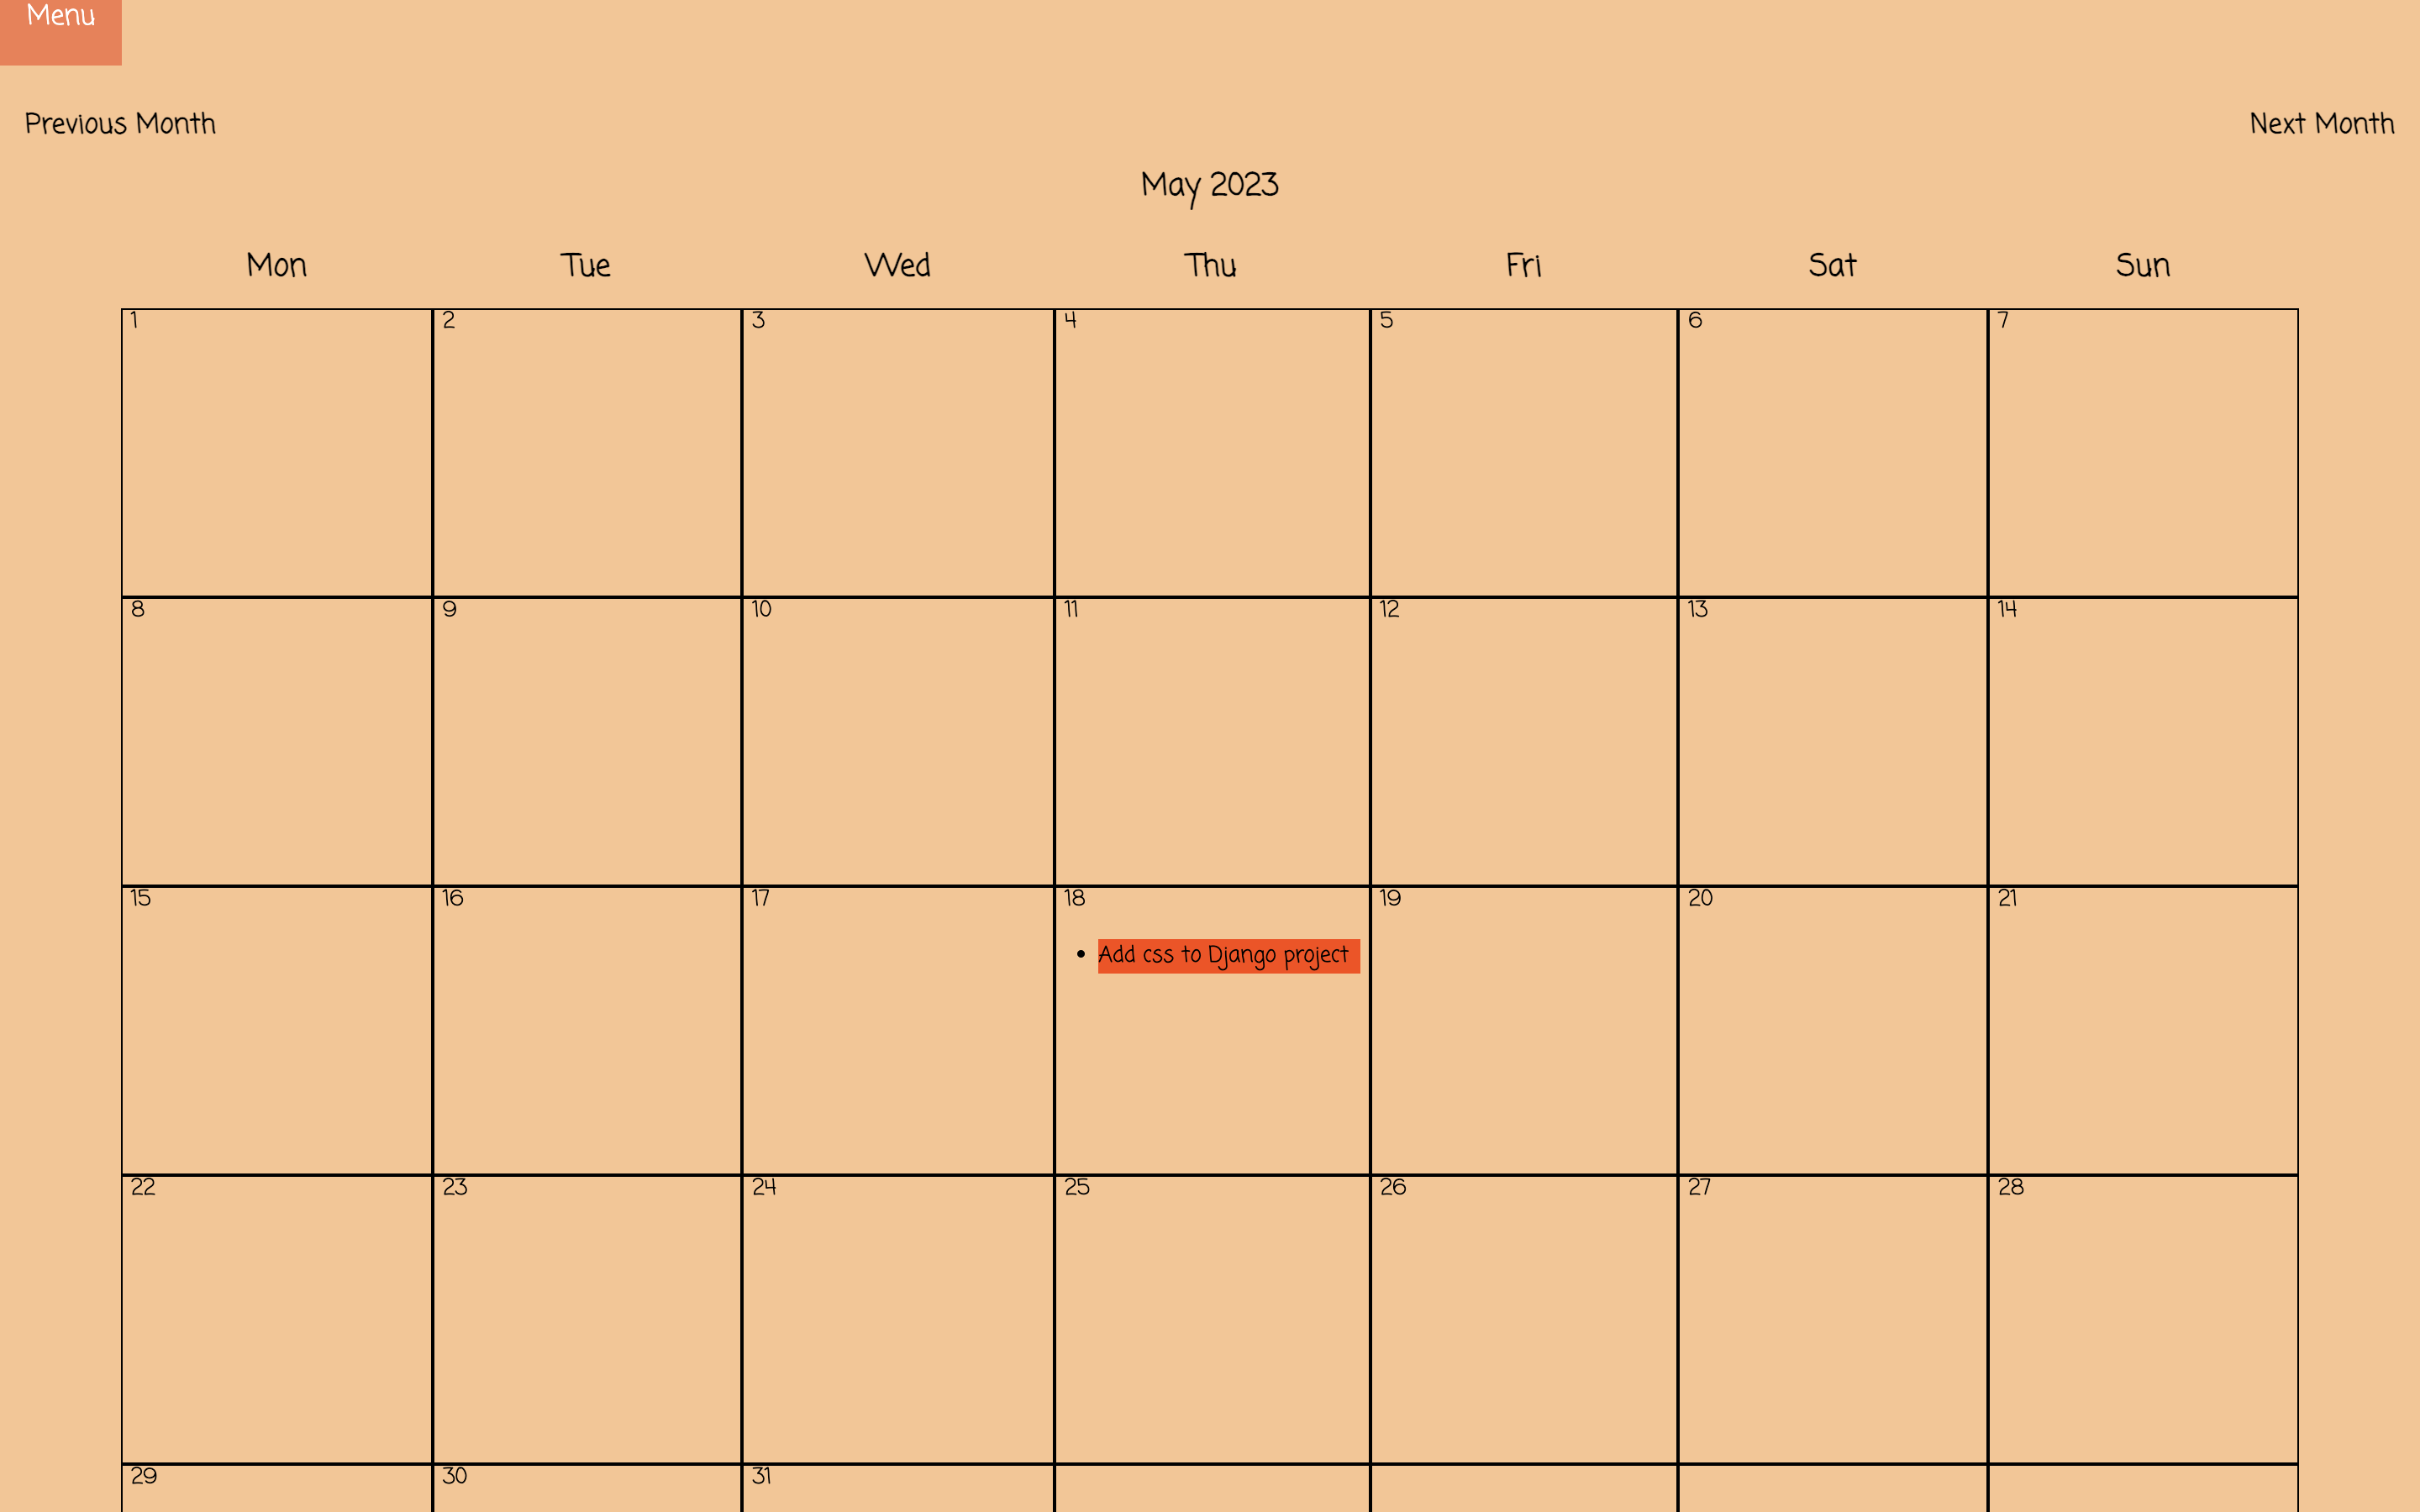 Menu
Previous Month Next Month
May 2023
Mon Tue Wed Thu Fri Sat Sun
1 2 3 4 5 6 7
8 9 10 11 12 13 14
15 16 17 18 19 20 21
Add css to Django project
22 23 24 25 26 27 28
29 30 31